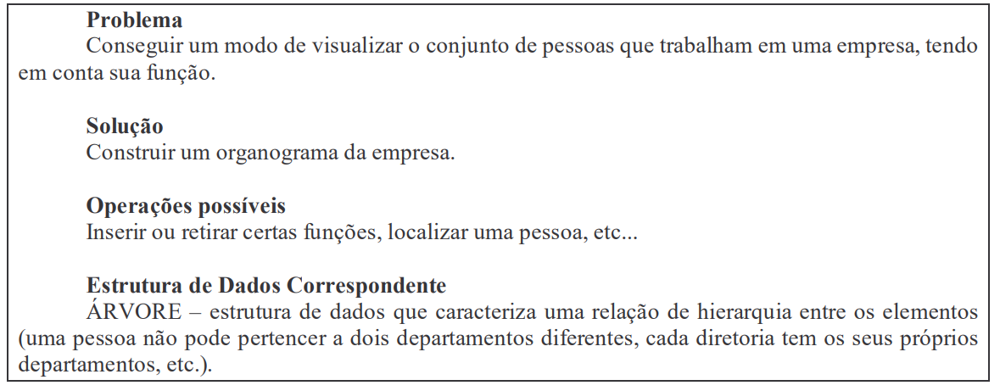 Problema
Conseguir um modo de visualizar o conjunto de pessoas que trabalham em uma empresa, tendo
em conta sua função.
Solução
Construir um organograma da empresa.
Operações possíveis
Inserir ou retirar certas funções, localizar uma pessoa, etc...
Estrutura de Dados Correspondente
ÁRVORE – estrutura de dados que caracteriza uma relação de hierarquia entre os elementos
(uma pessoa não pode pertencer a dois departamentos diferentes, cada diretoria tem os seus próprios
departamentos, etc.).